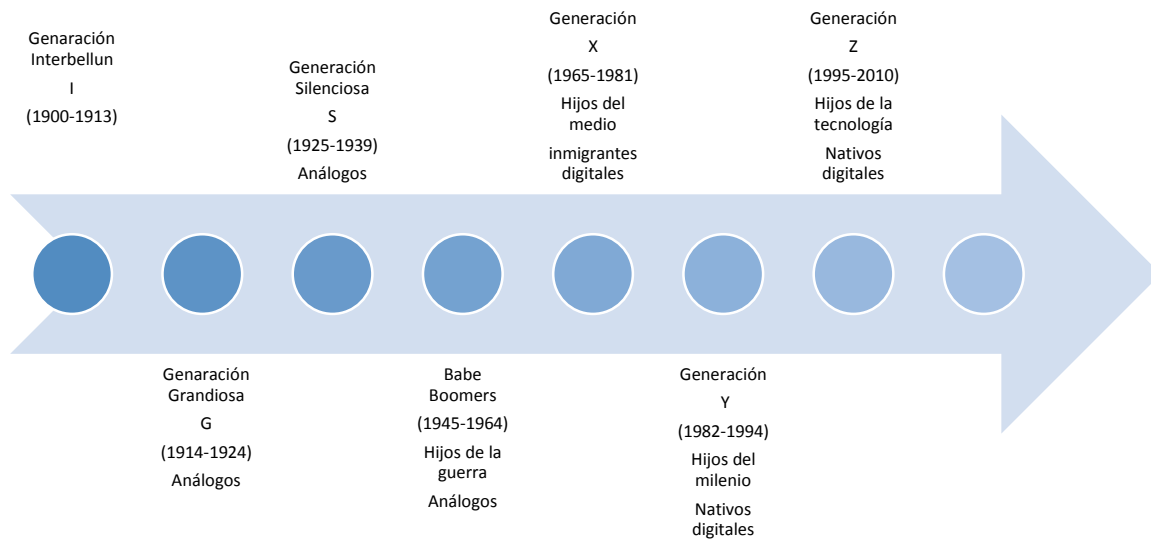 Genaración
Interbellun
I
(1900-1913)
Genaración
Grandiosa
G
(1914-1924)
Análogos
Generación
Silenciosa
S
(1925-1939)
Análogos
Babe
Boomers
(1945-1964)
Hijos de la
guerra
Análogos
Generación
X
(1965-1981)
Hijos del
medio
inmigrantes
digitales
Generación
Y
(1982-1994)
Hijos del
milenio
Nativos
digitales
Generación
Z
(1995-2010)
Hijos de la
tecnología
Nativos
digitales